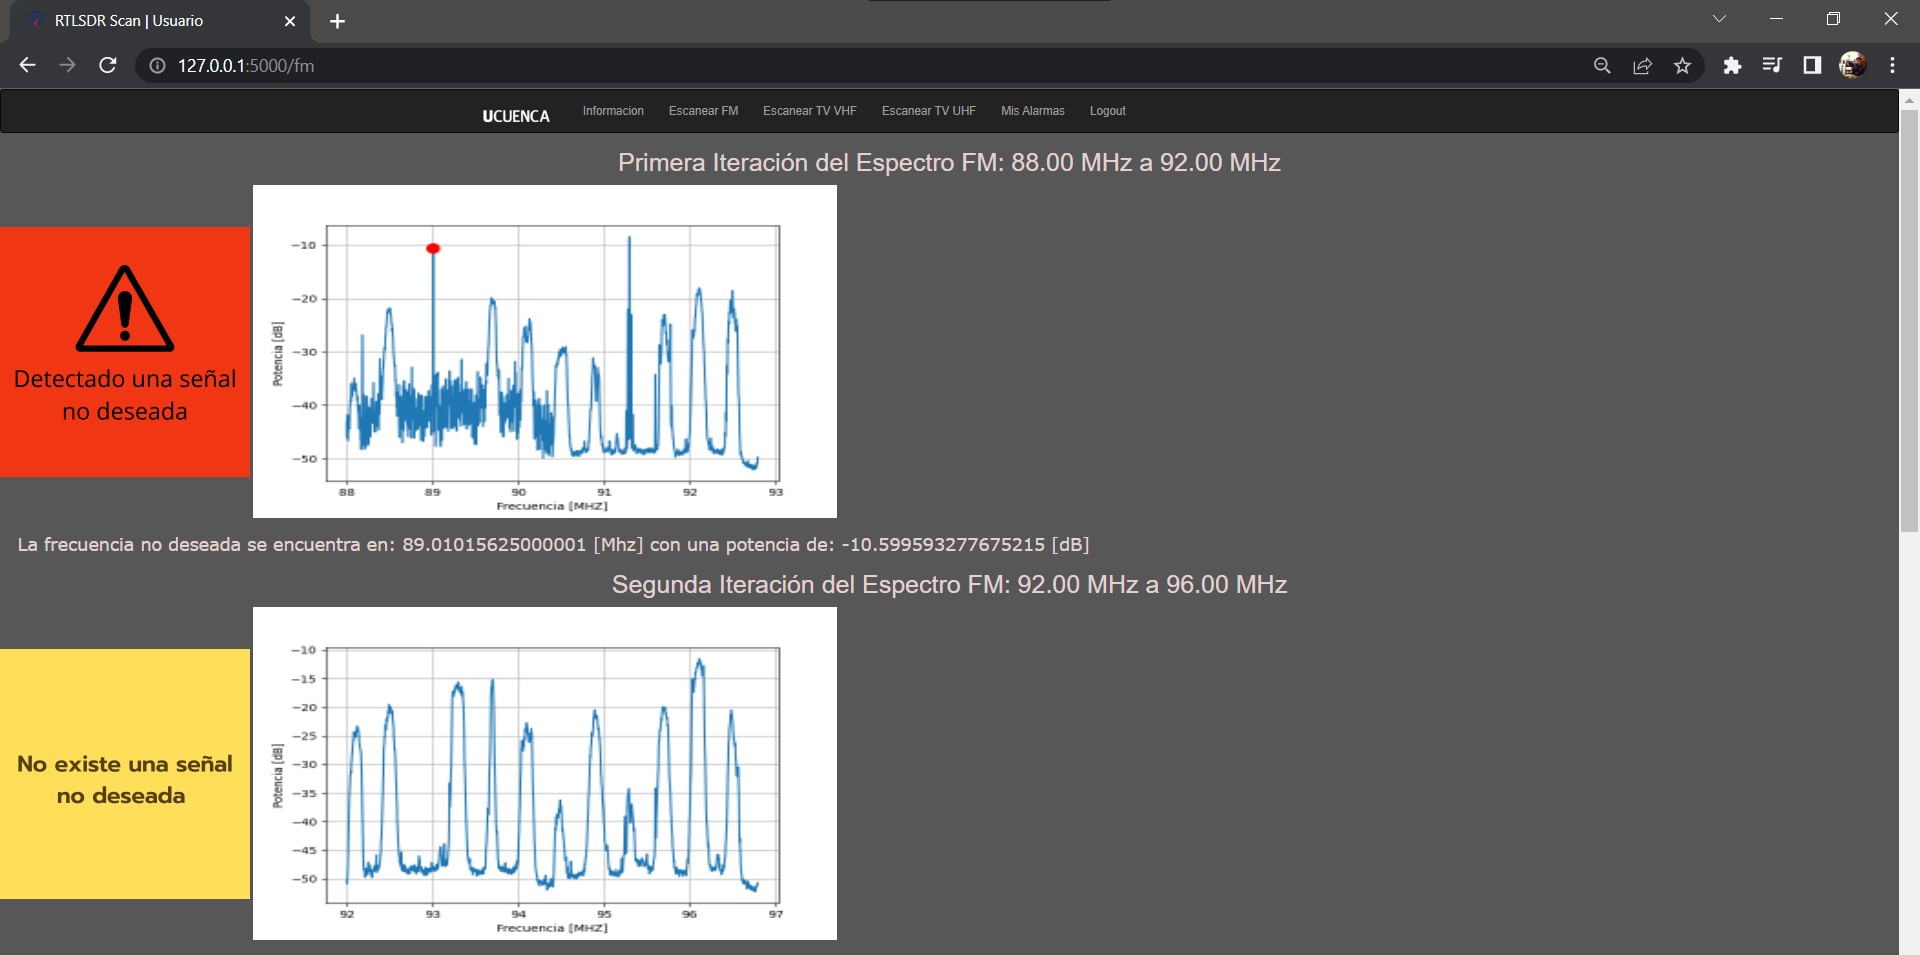 RTLSDR Scan | Usuario
127.0.0.1:5000/fm
UCUENCA Informacion Escanear FM Escanear TV VHF Escanear TV UHF Mis Alarmas Logout
Primera Iteración del Espectro FM: 88.00 MHz a 92.00 MHz
Detectado una señal
no deseada
−10
−20
−30
−40
−50
Potencia [dB]
88 89 90 91 92 93
Frecuencia [MHZ]
La frecuencia no deseada se encuentra en: 89.01015625000001 [Mhz] con una potencia de: -10.599593277675215 [dB]
Segunda Iteración del Espectro FM: 92.00 MHz a 96.00 MHz
No existe una señal
no deseada
−10
−15
−20
−25
−30
−35
−40
−45
−50
Potencia [dB]
92 93 94 95 96 97
Frecuencia [MHZ]